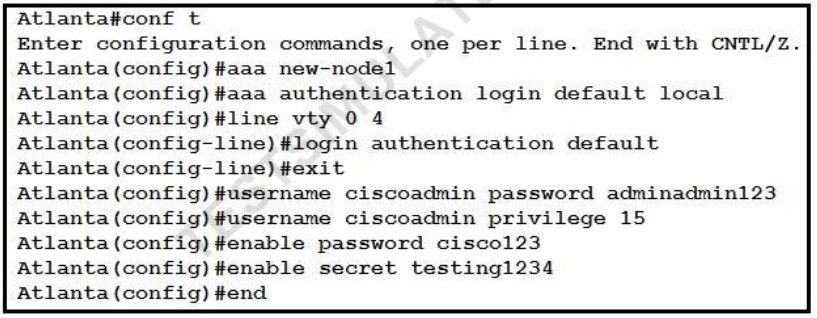 Atlanta#conf t
Enter configuration commands, one per line. End with CNTL/Z.
Atlanta(config)#aaa new-node1
Atlanta(config)#aaa authentication login default local
Atlanta(config)#line vty 0 4
Atlanta(config-line)#login authentication default
Atlanta(config-line)#exit
Atlanta(config)#username ciscoadmin password adminadmin123
Atlanta(config)#username ciscoadmin privilege 15
Atlanta(config)#enable password cisco123
Atlanta(config)#enable secret testing1234
Atlanta(config)#end